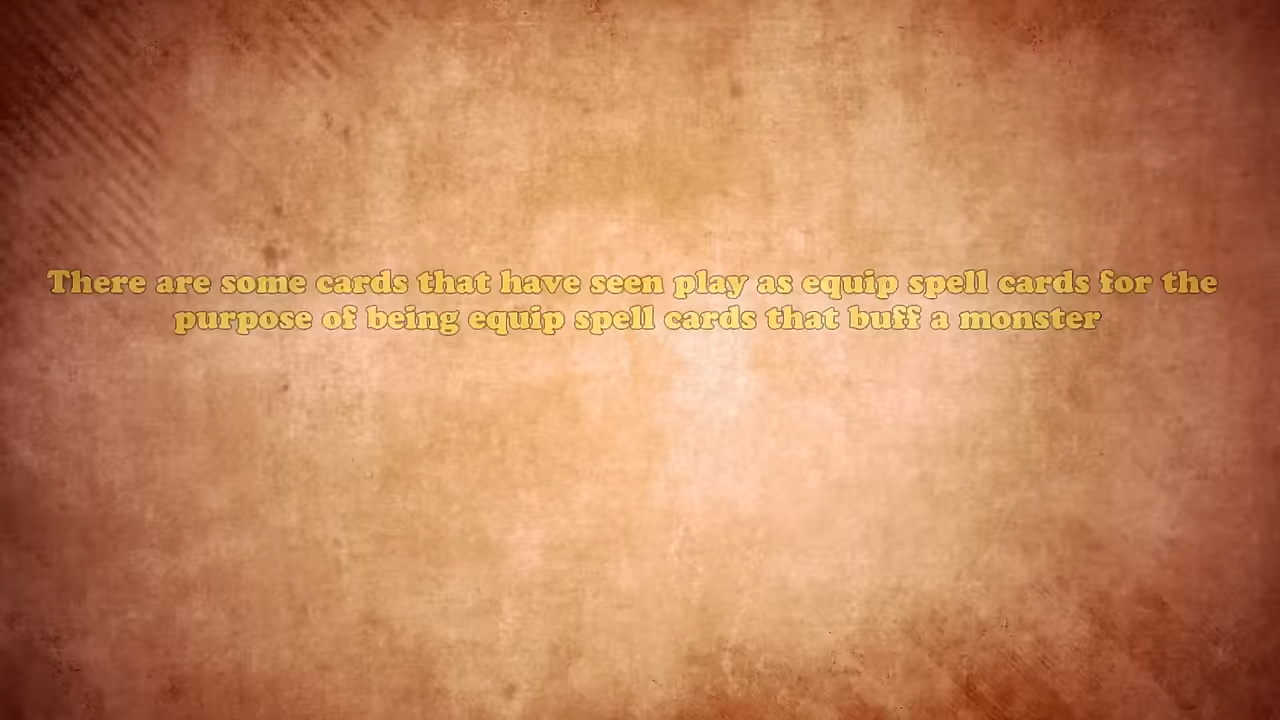 There are some cards that have seen play as equip spell cards for the
purpose of being equip spell cards that buff a monster